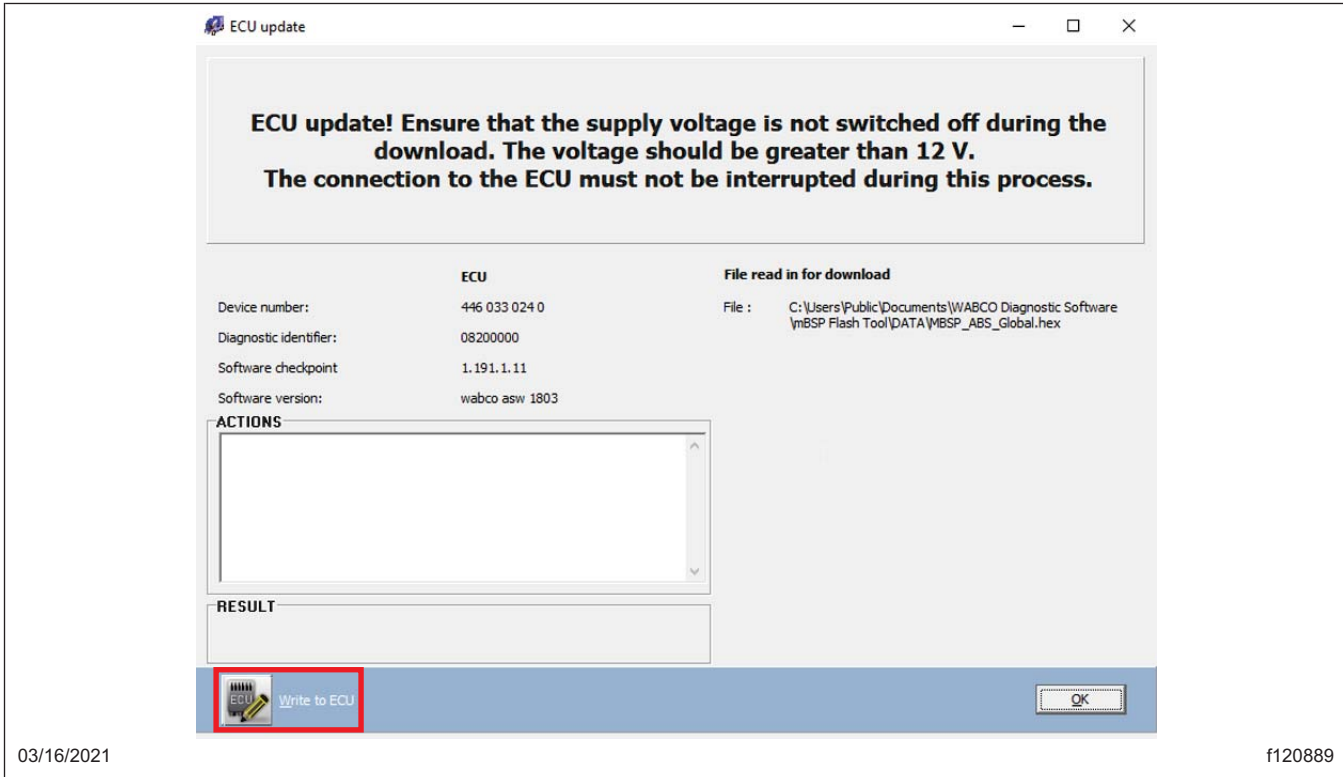 ECU update
ECU update! Ensure that the supply voltage is not switched off during the
download. The voltage should be greater than 12 V.
The connection to the ECU must not be interrupted during this process.
ECU
File read in for download
Device number:
446 033 024 0
File :
C:\Users\Public\Documents\WABCO Diagnostic Software
\mBSP Flash Tool\DATA\MBSP_ABS_Global.hex
Diagnostic identifier:
08200000
Software checkpoint
1.191.1.11
Software version:
wabco asw 1803
ACTIONS
RESULT
ECU
Write to ECU
OK
03/16/2021
f120889